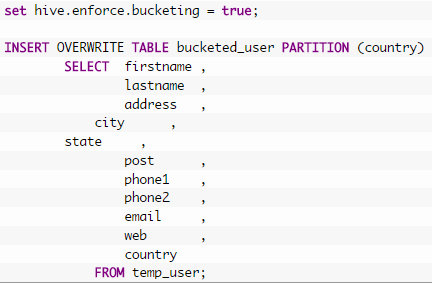 set hive.enforce.bucketing = true;
INSERT OVERWRITE TABLE bucketed_user PARTITION (country)
SELECT firstname ,
lastname ,
address ,
city ,
state ,
post ,
phone1 ,
phone2 ,
email ,
web ,
country
FROM temp_user;